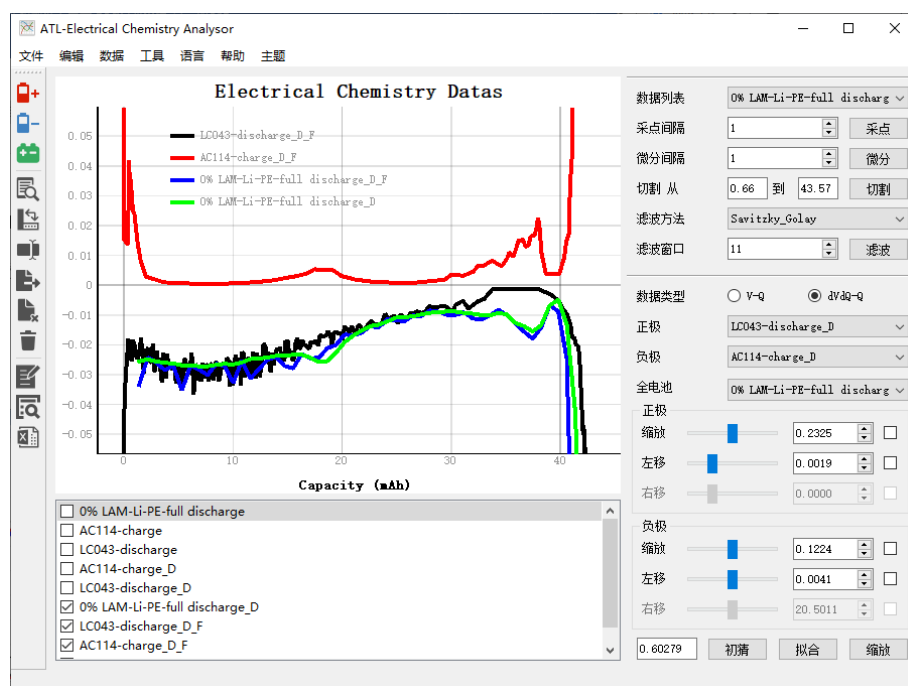 ATL-Electrical Chemistry Analysor
文件 编辑 数据 工具 语言 帮助 主题
Electrical Chemistry Datas
LC043-discharge_D_F
AC114-charge_D_F
0% LAM-Li-PE-full discharge_D_F
0% LAM-Li-PE-full discharge_D
0.05
0.04
0.03
0.02
0.01
0
-0.01
-0.02
-0.03
-0.04
-0.05
0 10 20 30 40
Capacity (mAh)
0% LAM-Li-PE-full discharge
AC114-charge
LC043-discharge
AC114-charge_D
LC043-discharge_D
0% LAM-Li-PE-full discharge_D
LC043-discharge_D_F
AC114-charge_D_F
数据列表 0% LAM-Li-PE-full discharg
采点间隔 1 采点
微分间隔 1 微分
切割 从 0.66 到 43.57 切割
滤波方法 Savitzky_Golay
滤波窗口 11 滤波
数据类型 V-Q dVdQ-Q
正极 LC043-discharge_D
负极 AC114-charge_D
全电池 0% LAM-Li-PE-full discharg
正极
缩放 0.2325
左移 0.0019
右移 0.0000
负极
缩放 0.1224
左移 0.0041
右移 20.5011
0.60279 初猜 拟合 缩放